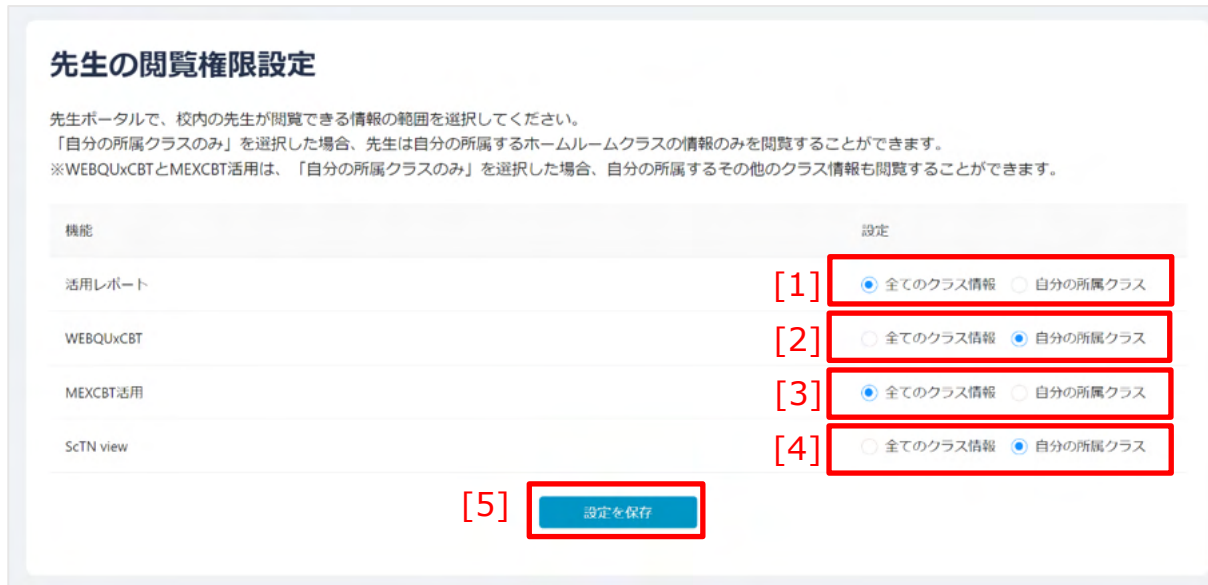 先生の閲覧権限設定
先生ポータルで、校内の先生が閲覧できる情報の範囲を選択してください。
「自分の所属クラスのみ」を選択した場合、先生は自分の所属するホームルームクラスの情報のみを閲覧することができます。
※WEBQUxCBTとMEXCBT活用は、「自分の所属クラスのみ」を選択した場合、自分の所属するその他のクラス情報も閲覧することができます。
機能 設定
活用レポート [1] 全てのクラス情報 自分の所属クラス
WEBQUxCBT [2] 全てのクラス情報 自分の所属クラス
MEXCBT活用 [3] 全てのクラス情報 自分の所属クラス
ScTN view [4] 全てのクラス情報 自分の所属クラス
[5] 設定を保存